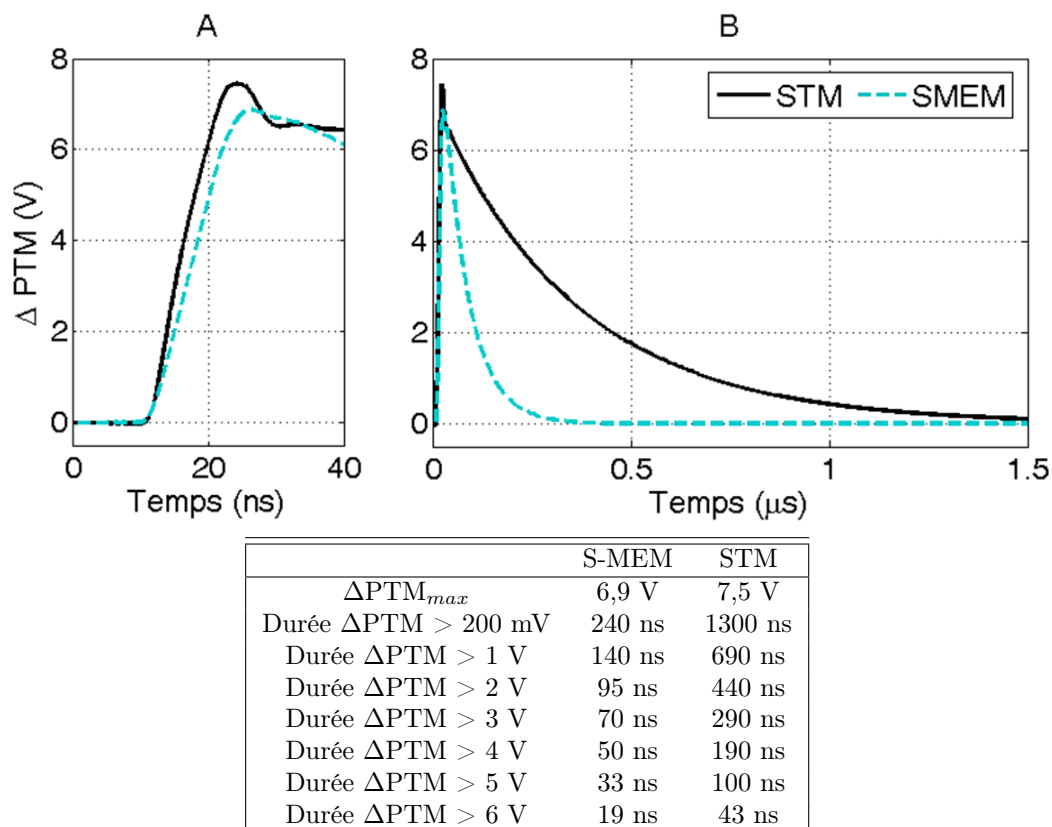 A B
8 8
STM SMEM
6 6
4 4
2 2
0 0
Δ PTM (V)
0 20 40 0 0.5 1 1.5
Temps (ns) Temps (μs)
S-MEM STM
ΔPTMmax 6,9 V 7,5 V
Durée ΔPTM > 200 mV 240 ns 1300 ns
Durée ΔPTM > 1 V 140 ns 690 ns
Durée ΔPTM > 2 V 95 ns 440 ns
Durée ΔPTM > 3 V 70 ns 290 ns
Durée ΔPTM > 4 V 50 ns 190 ns
Durée ΔPTM > 5 V 33 ns 100 ns
Durée ΔPTM > 6 V 19 ns 43 ns